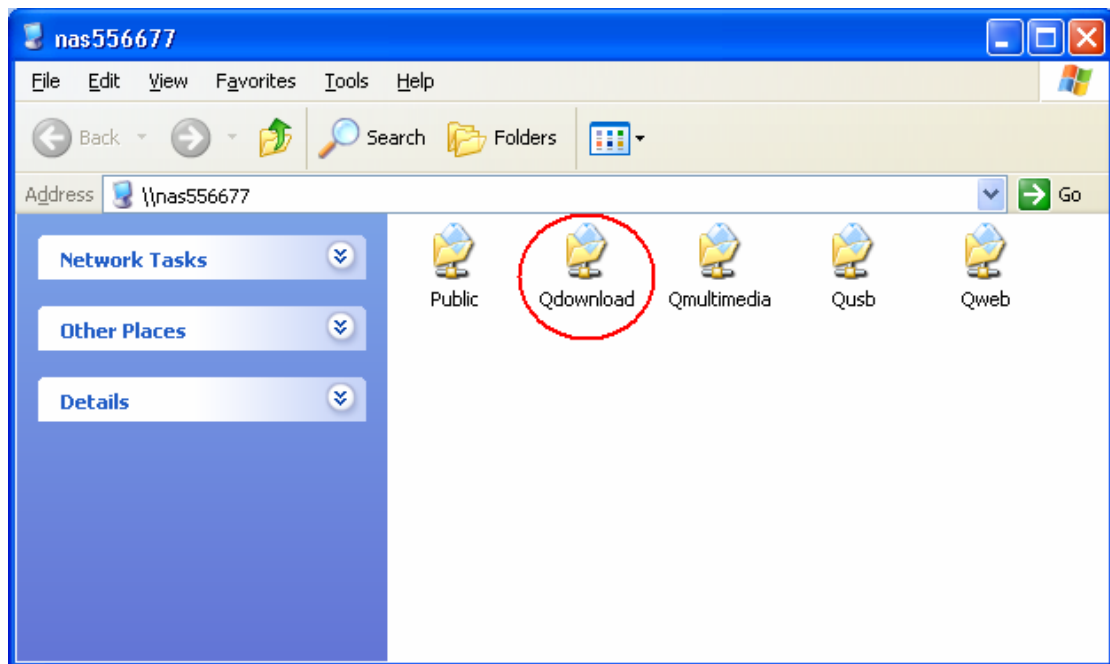 nas556677
File Edit View Favorites Tools Help
Back Search Folders
Address \\nas556677 Go
Network Tasks
Other Places
Details
Public Qdownload Qmultimedia Qusb Qweb